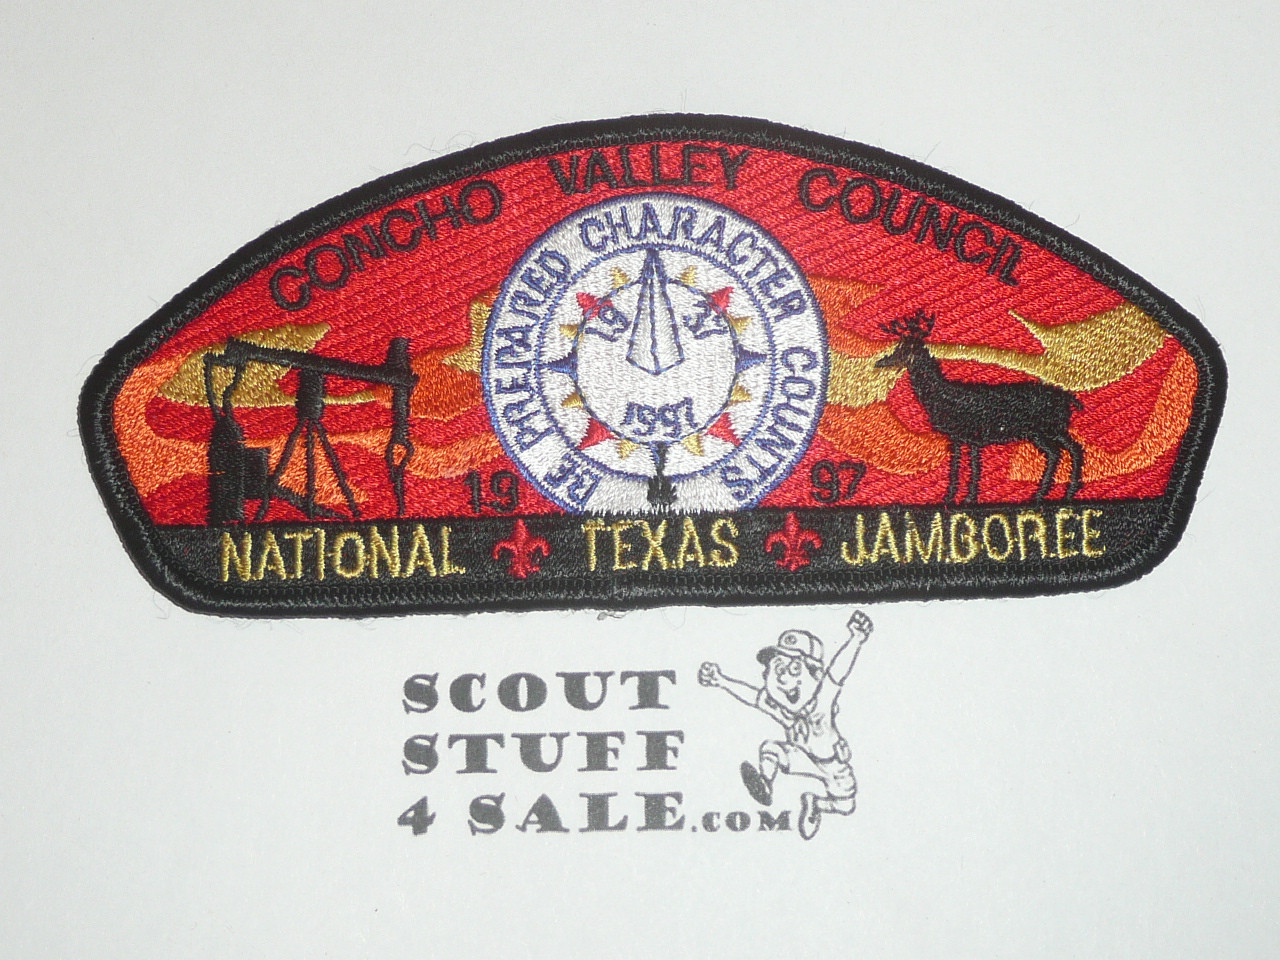 CONCHO VALLEY COUNCIL
BE PREPARED CHARACTER COUNTS
19 37
1997
19 97
NATIONAL TEXAS JAMBOREE
SCOUT
STUFF
4 SALE.COM